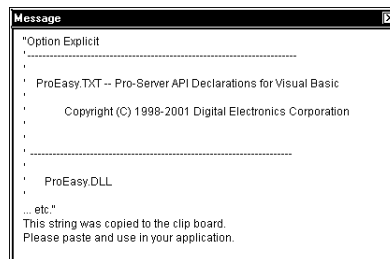 Message
"Option Explicit
'------------------------------------------------------------------------
'
' ProEasy.TXT -- Pro-Server API Declarations for Visual Basic
'
' Copyright (C) 1998-2001 Digital Electronics Corporation
'
'
'------------------------------------------------------------------------
'
' ----------------------------------------------------------------------
'
' ProEasy.DLL
'
... etc."
This string was copied to the clip board.
Please paste and use in your application.